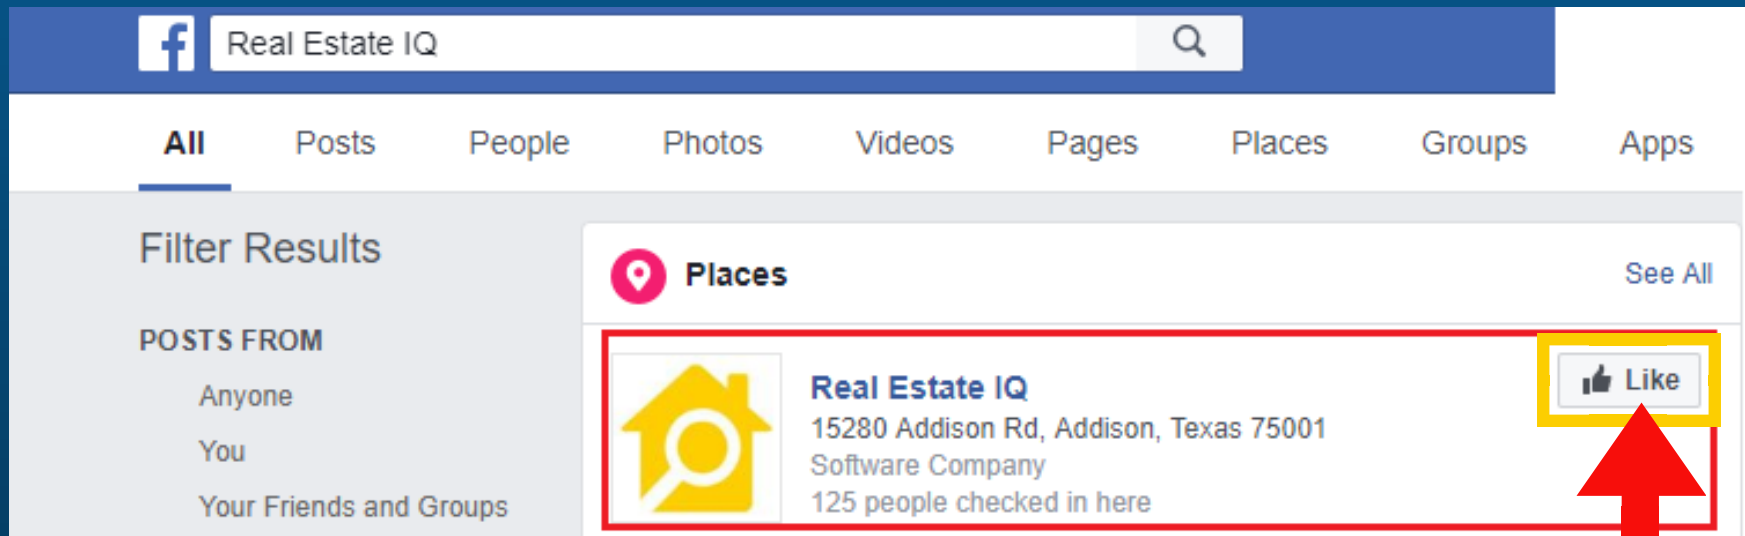 f Real Estate IQ
All Posts People Photos Videos Pages Places Groups Apps
Filter Results
POSTS FROM
Anyone
You
Your Friends and Groups
Places See All
Real Estate IQ Like
15280 Addison Rd, Addison, Texas 75001
Software Company
125 people checked in here